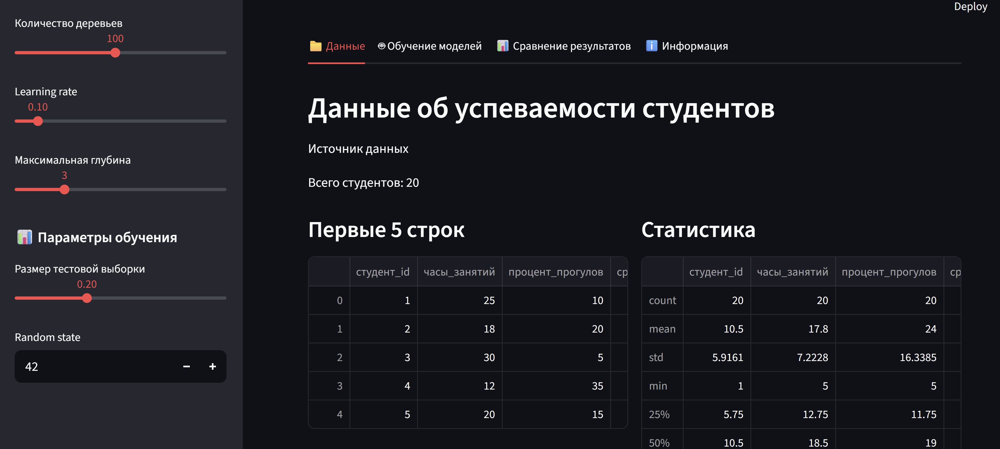 Deploy
Количество деревьев
100
Learning rate
0.10
Максимальная глубина
3
Параметры обучения
Размер тестовой выборки
0.20
Random state
42 − +
Данные Обучение моделей Сравнение результатов Информация
Данные об успеваемости студентов
Источник данных
Всего студентов: 20
Первые 5 строк
студент_id часы_занятий процент_прогулов ср
0 1 25 10
1 2 18 20
2 3 30 5
3 4 12 35
4 5 20 15
Статистика
студент_id часы_занятий процент_прогулов ср
count 20 20 20
mean 10.5 17.8 24
std 5.9161 7.2228 16.3385
min 1 5 5
25% 5.75 12.75 11.75
50% 10.5 18.5 19